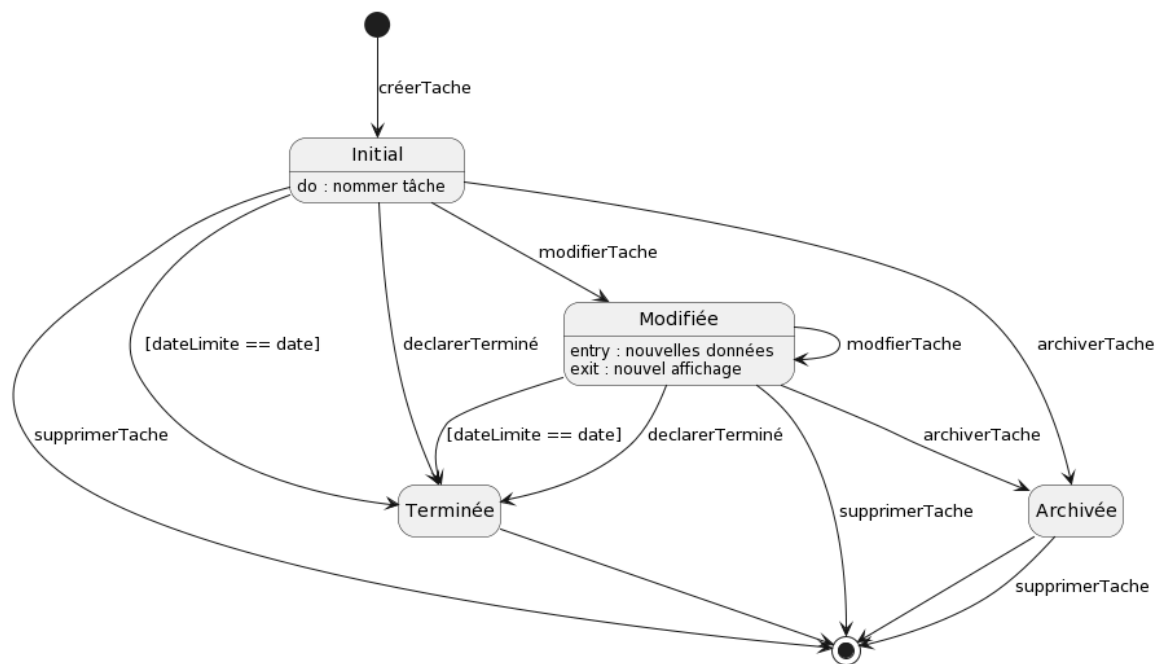 créerTache
Initial
do : nommer tâche
modifierTache
[dateLimite == date]
declarerTerminé
archiverTache
Modifiée
entry : nouvelles données
exit : nouvel affichage
modfierTache
supprimerTache
[dateLimite == date]
declarerTerminé
archiverTache
Terminée
supprimerTache
Archivée
supprimerTache